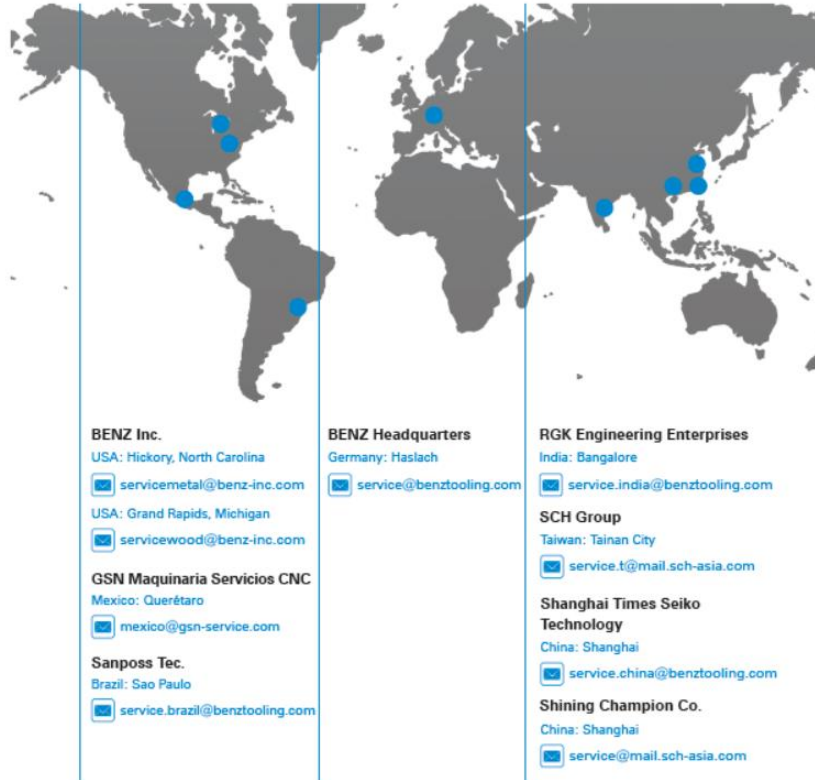 BENZ Inc.
USA: Hickory, North Carolina
servicemetal@benz-inc.com
USA: Grand Rapids, Michigan
servicewood@benz-inc.com
GSN Maquinaria Servicios CNC
Mexico: Querétaro
mexico@gsn-service.com
Sanposs Tec.
Brazil: Sao Paulo
service.brazil@benztooling.com
BENZ Headquarters
Germany: Haslach
service@benztooling.com
RGK Engineering Enterprises
India: Bangalore
service.india@benztooling.com
SCH Group
Taiwan: Tainan City
service.t@mail.sch-asia.com
Shanghai Times Seiko
Technology
China: Shanghai
service.china@benztooling.com
Shining Champion Co.
China: Shanghai
service@mail.sch-asia.com